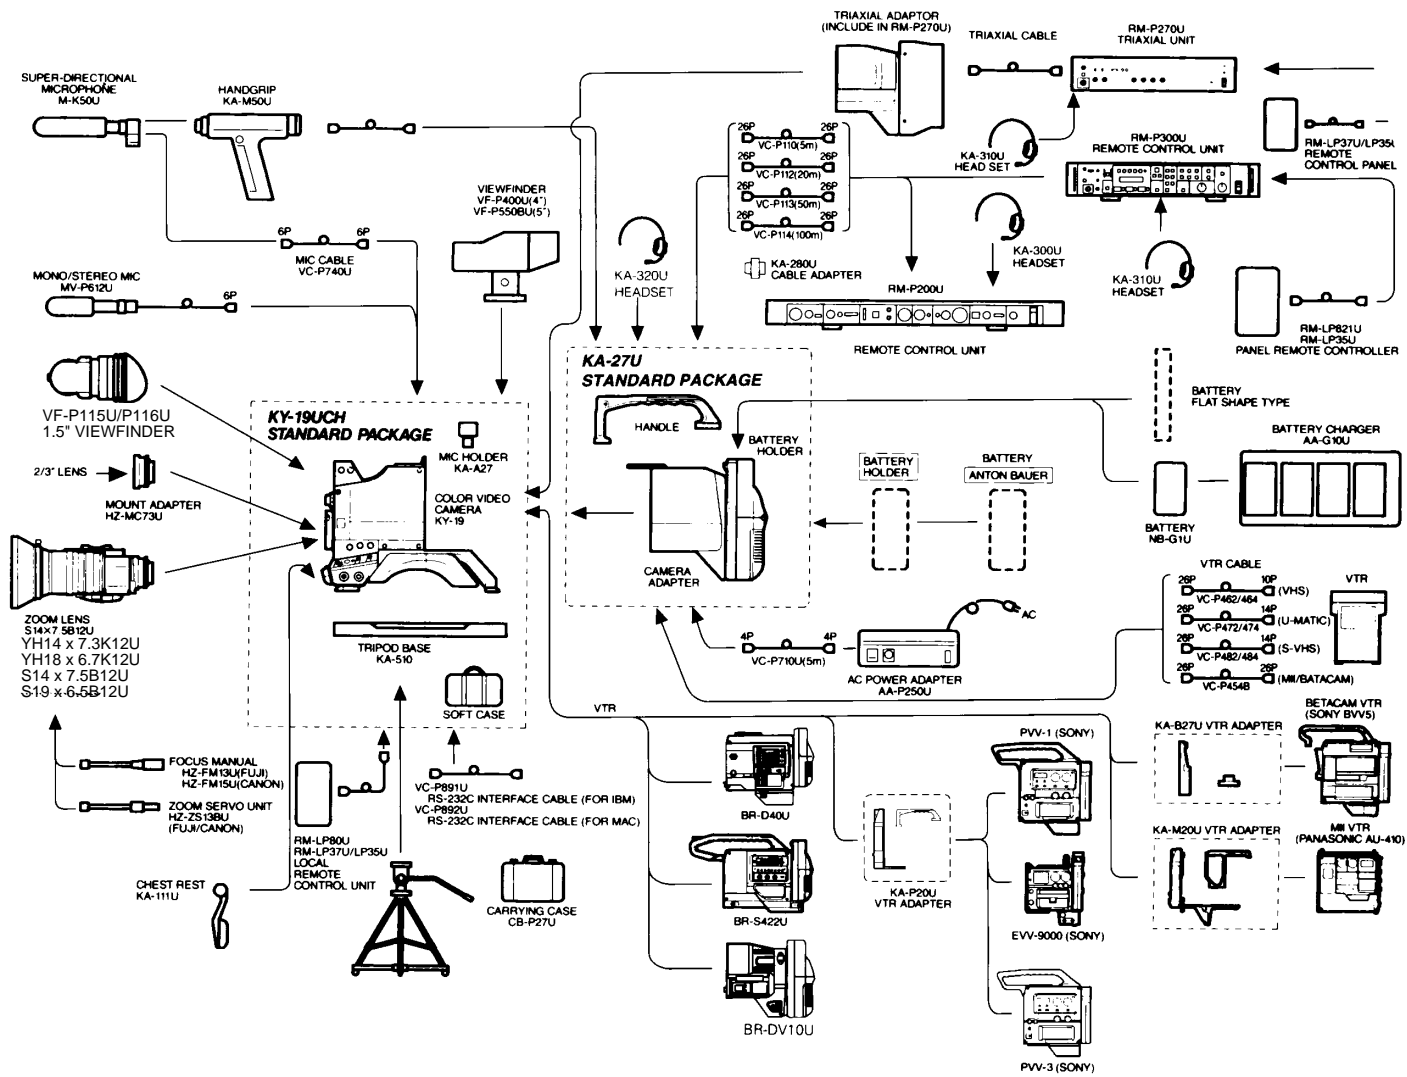 TRIAXIAL ADAPTOR
(INCLUDE IN RM-P270U)
TRIAXIAL CABLE
RM-P270U
TRIAXIAL UNIT
SUPER-DIRECTIONAL
MICROPHONE
M-K50U
HANDGRIP
KA-M50U
26P 26P
VC-P110(5m)
26P 26P
VC-P112(20m)
26P 26P
VC-P113(50m)
26P 26P
VC-P114(100m)
KA-310U
HEAD SET
RM-P300U
REMOTE CONTROL UNIT
RM-LP37U/LP35U
REMOTE
CONTROL PANEL
VIEWFINDER
VF-P400U(4")
VF-P550BU(5")
6P 6P
MIC CABLE
VC-P740U
KA-320U
HEADSET
KA-280U
CABLE ADAPTER
KA-300U
HEADSET
KA-310U
HEADSET
MONO/STEREO MIC
MV-P612U
6P
RM-P200U
REMOTE CONTROL UNIT
RM-LP821U
RM-LP35U
PANEL REMOTE CONTROLLER
VF-P115U/P116U
1.5" VIEWFINDER
KY-19UCH
STANDARD PACKAGE
MIC HOLDER
KA-A27
KA-27U
STANDARD PACKAGE
HANDLE
BATTERY
HOLDER
BATTERY
FLAT SHAPE TYPE
BATTERY CHARGER
AA-G10U
2/3" LENS
MOUNT ADAPTER
HZ-MC73U
COLOR VIDEO
CAMERA
KY-19
BATTERY
HOLDER
BATTERY
ANTON BAUER
BATTERY
NB-G1U
CAMERA
ADAPTER
AC
VTR CABLE
VTR
26P 10P
(VHS)
VC-P462/464
26P 14P
(U-MATIC)
VC-P472/474
26P 14P
(S-VHS)
VC-P482/484
26P 26P
(MII/BATACAM)
VC-P454B
ZOOM LENS
S14×7.5B12U
YH14 x 7.3K12U
YH18 x 6.7K12U
S14 x 7.5B12U
S19 x 6.5B12U
TRIPOD BASE
KA-510
4P 4P
VC-P710U(5m)
AC POWER ADAPTER
AA-P250U
SOFT CASE
VTR
FOCUS MANUAL
HZ-FM13U(FUJI)
HZ-FM15U(CANON)
ZOOM SERVO UNIT
HZ-ZS13BU
(FUJI/CANON)
VC-P891U
RS-232C INTERFACE CABLE (FOR IBM)
VC-P892U
RS-232C INTERFACE CABLE (FOR MAC)
RM-LP80U
RM-LP37U/LP35U
LOCAL
REMOTE
CONTROL UNIT
CHEST REST
KA-111U
CARRYING CASE
CB-P27U
BR-D40U
BR-S422U
BR-DV10U
KA-P20U
VTR ADAPTER
PVV-1 (SONY)
EVV-9000 (SONY)
PVV-3 (SONY)
KA-B27U VTR ADAPTER
BETACAM VTR
(SONY BVV5)
KA-M20U VTR ADAPTER
MII VTR
(PANASONIC AU-410)